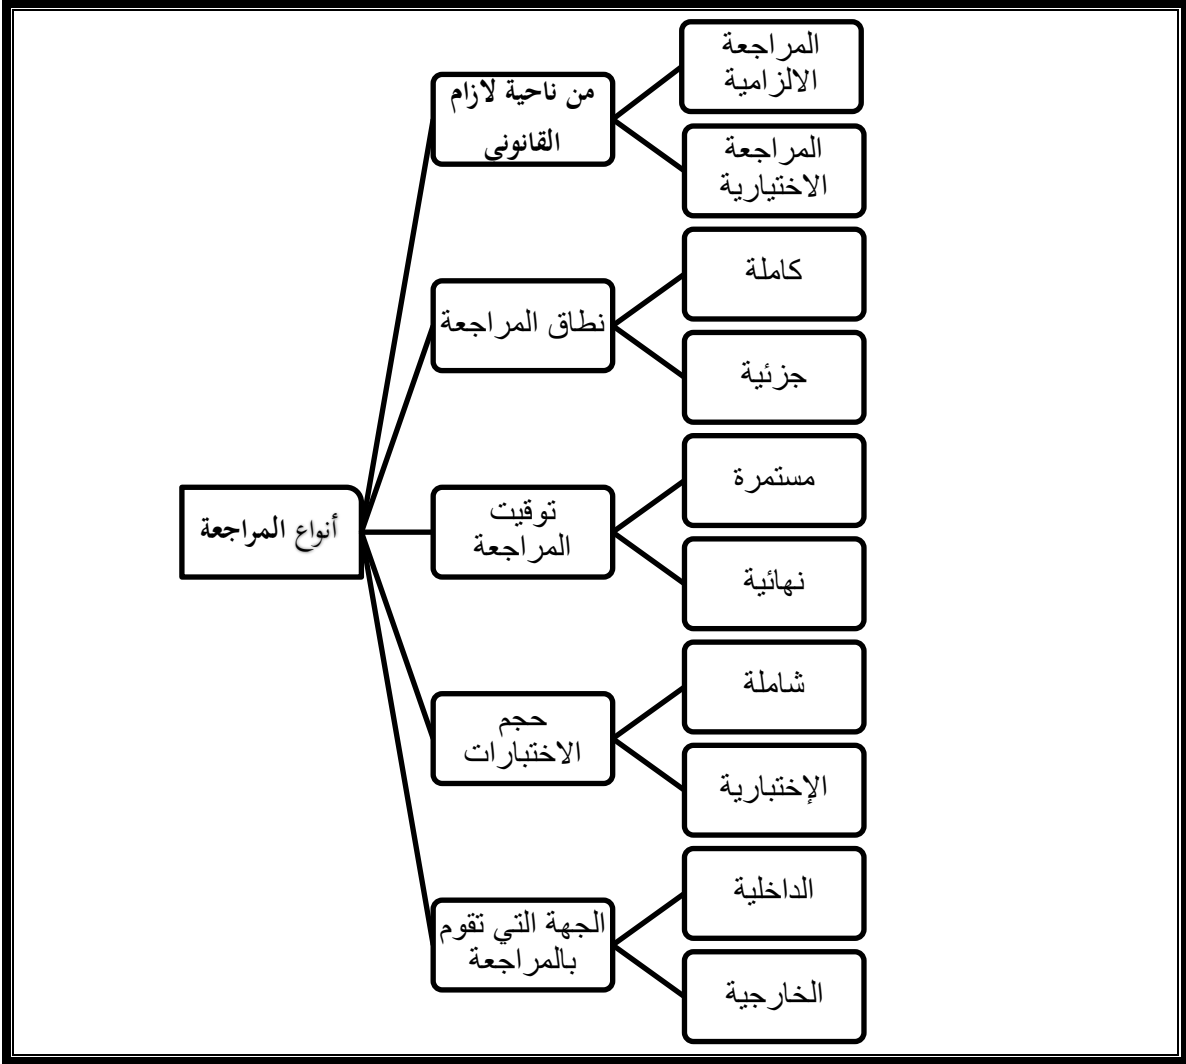 أنواع المراجعة
من ناحية لازام
القانوني
المراجعة
الالزامية
المراجعة
الاختيارية
نطاق المراجعة
كاملة
جزئية
توقيت
المراجعة
مستمرة
نهائية
حجم
الاختبارات
شاملة
الإختبارية
الجهة التي تقوم
بالمراجعة
الداخلية
الخارجية